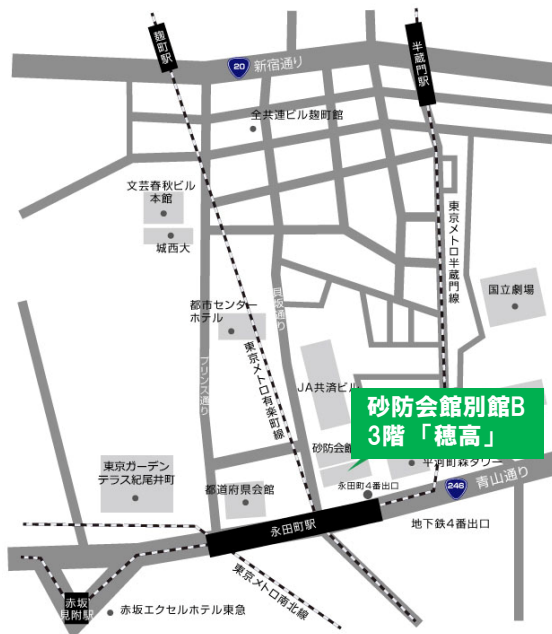 麹町駅
半蔵門駅
20
新宿通り
全共連ビル麹町館
文芸春秋ビル
本館
城西大
東京メトロ半蔵門線
国立劇場
貝坂通り
都市センター
ホテル
プリンス通り
東京メトロ有楽町線
JA共済ビル
砂防会館別館B
3階「穂高」
砂防会館
平河町森タワー
東京ガーデン
テラス紀尾井町
都道府県会館
永田町4番出口
246
青山通り
永田町駅
地下鉄4番出口
東京メトロ南北線
赤坂
見附駅
赤坂エクセルホテル東急